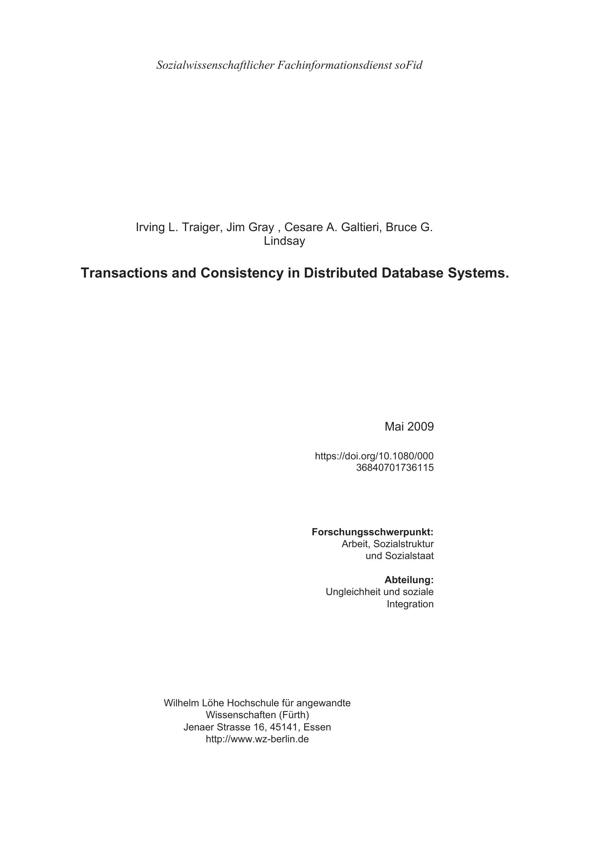 Sozialwissenschaftlicher Fachinformationsdienst soFid
Irving L. Traiger, Jim Gray , Cesare A. Galtieri, Bruce G.
Lindsay
Transactions and Consistency in Distributed Database Systems.
Mai 2009
https://doi.org/10.1080/000
36840701736115
Forschungsschwerpunkt:
Arbeit, Sozialstruktur
und Sozialstaat
Abteilung:
Ungleichheit und soziale
Integration
Wilhelm Löhe Hochschule für angewandte
Wissenschaften (Fürth)
Jenaer Strasse 16, 45141, Essen
http://www.wz-berlin.de